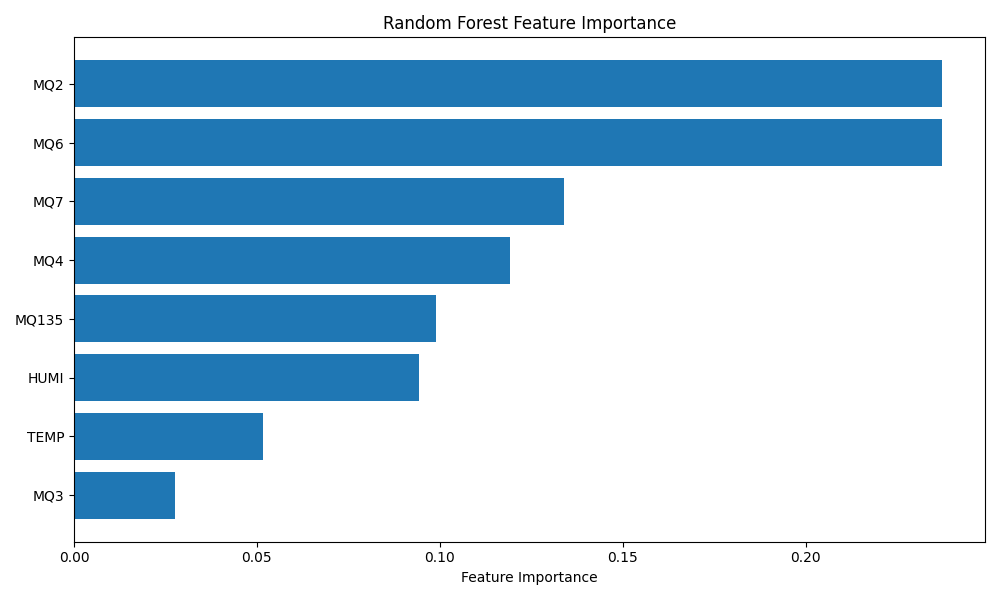 Random Forest Feature Importance
MQ2
MQ6
MQ7
MQ4
MQ135
HUMI
TEMP
MQ3
0.00 0.05 0.10 0.15 0.20
Feature Importance